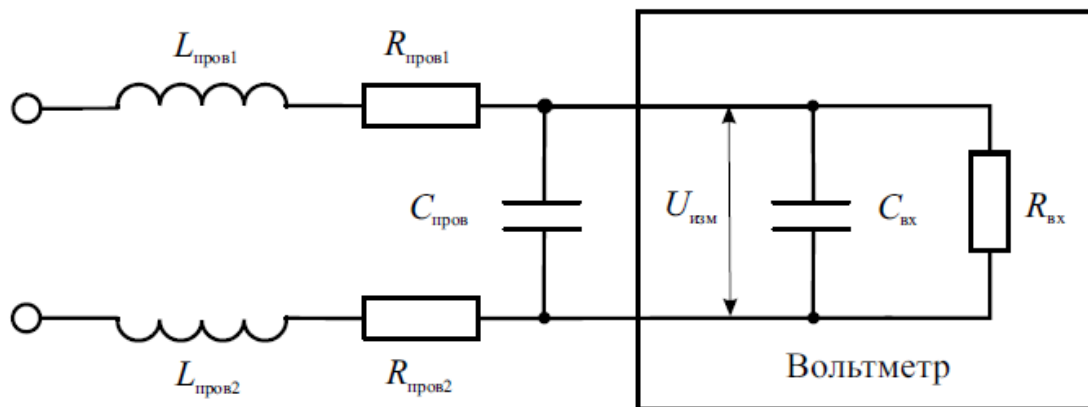 Lпров1
Rпров1
Cпров
Uизм
Cвх
Rвх
Lпров2
Rпров2
Вольтметр